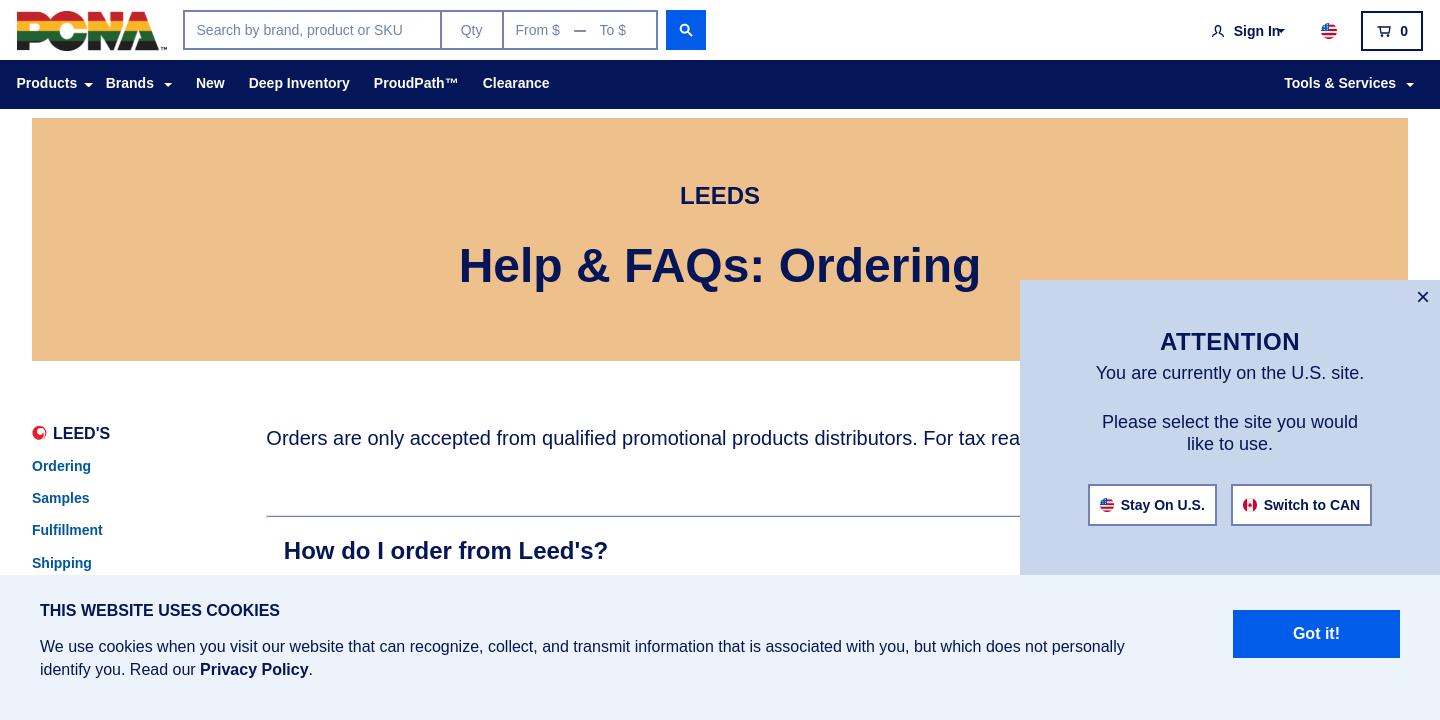 PCNA™
Search by brand, product or SKU
Qty
From $ — To $
Sign In
0
Products
Brands
New
Deep Inventory
ProudPath™
Clearance
Tools & Services
LEEDS
Help & FAQs: Ordering
×
ATTENTION
You are currently on the U.S. site.
Please select the site you would
like to use.
Stay On U.S.
Switch to CAN
LEED'S
Ordering
Samples
Fulfillment
Shipping
Orders are only accepted from qualified promotional products distributors. For tax rea
How do I order from Leed's?
THIS WEBSITE USES COOKIES
We use cookies when you visit our website that can recognize, collect, and transmit information that is associated with you, but which does not personally
identify you. Read our Privacy Policy.
Got it!